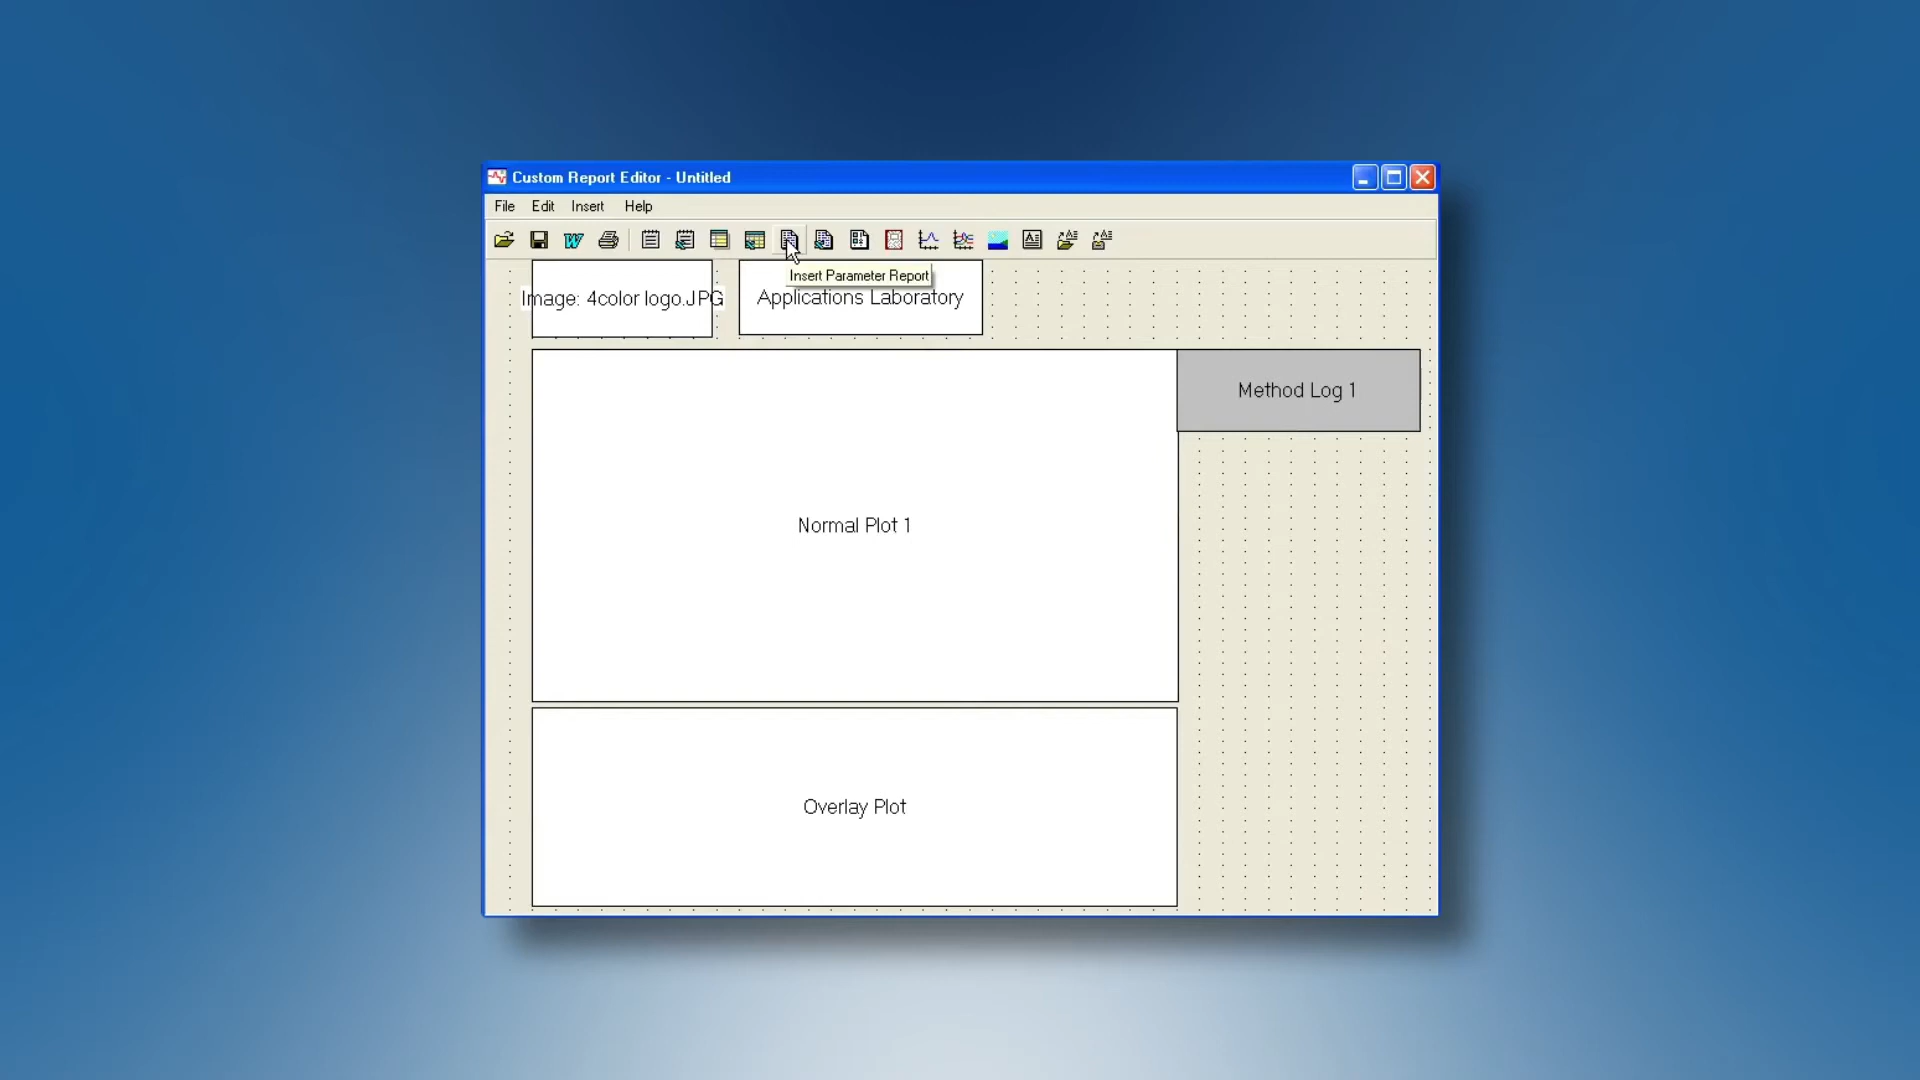 Custom Report Editor - Untitled
File Edit Insert Help
Insert Parameter Report
Image: 4color logo.JPG
Applications Laboratory
Method Log 1
Normal Plot 1
Overlay Plot